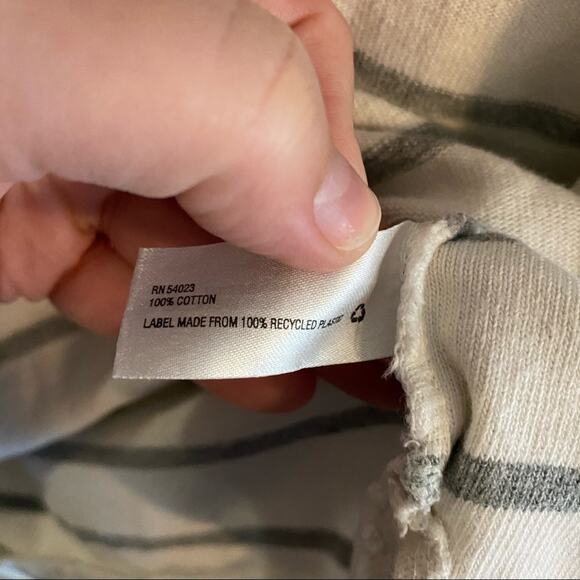 RN 54023
100% COTTON
LABEL MADE FROM 100% RECYCLED PLASTIC